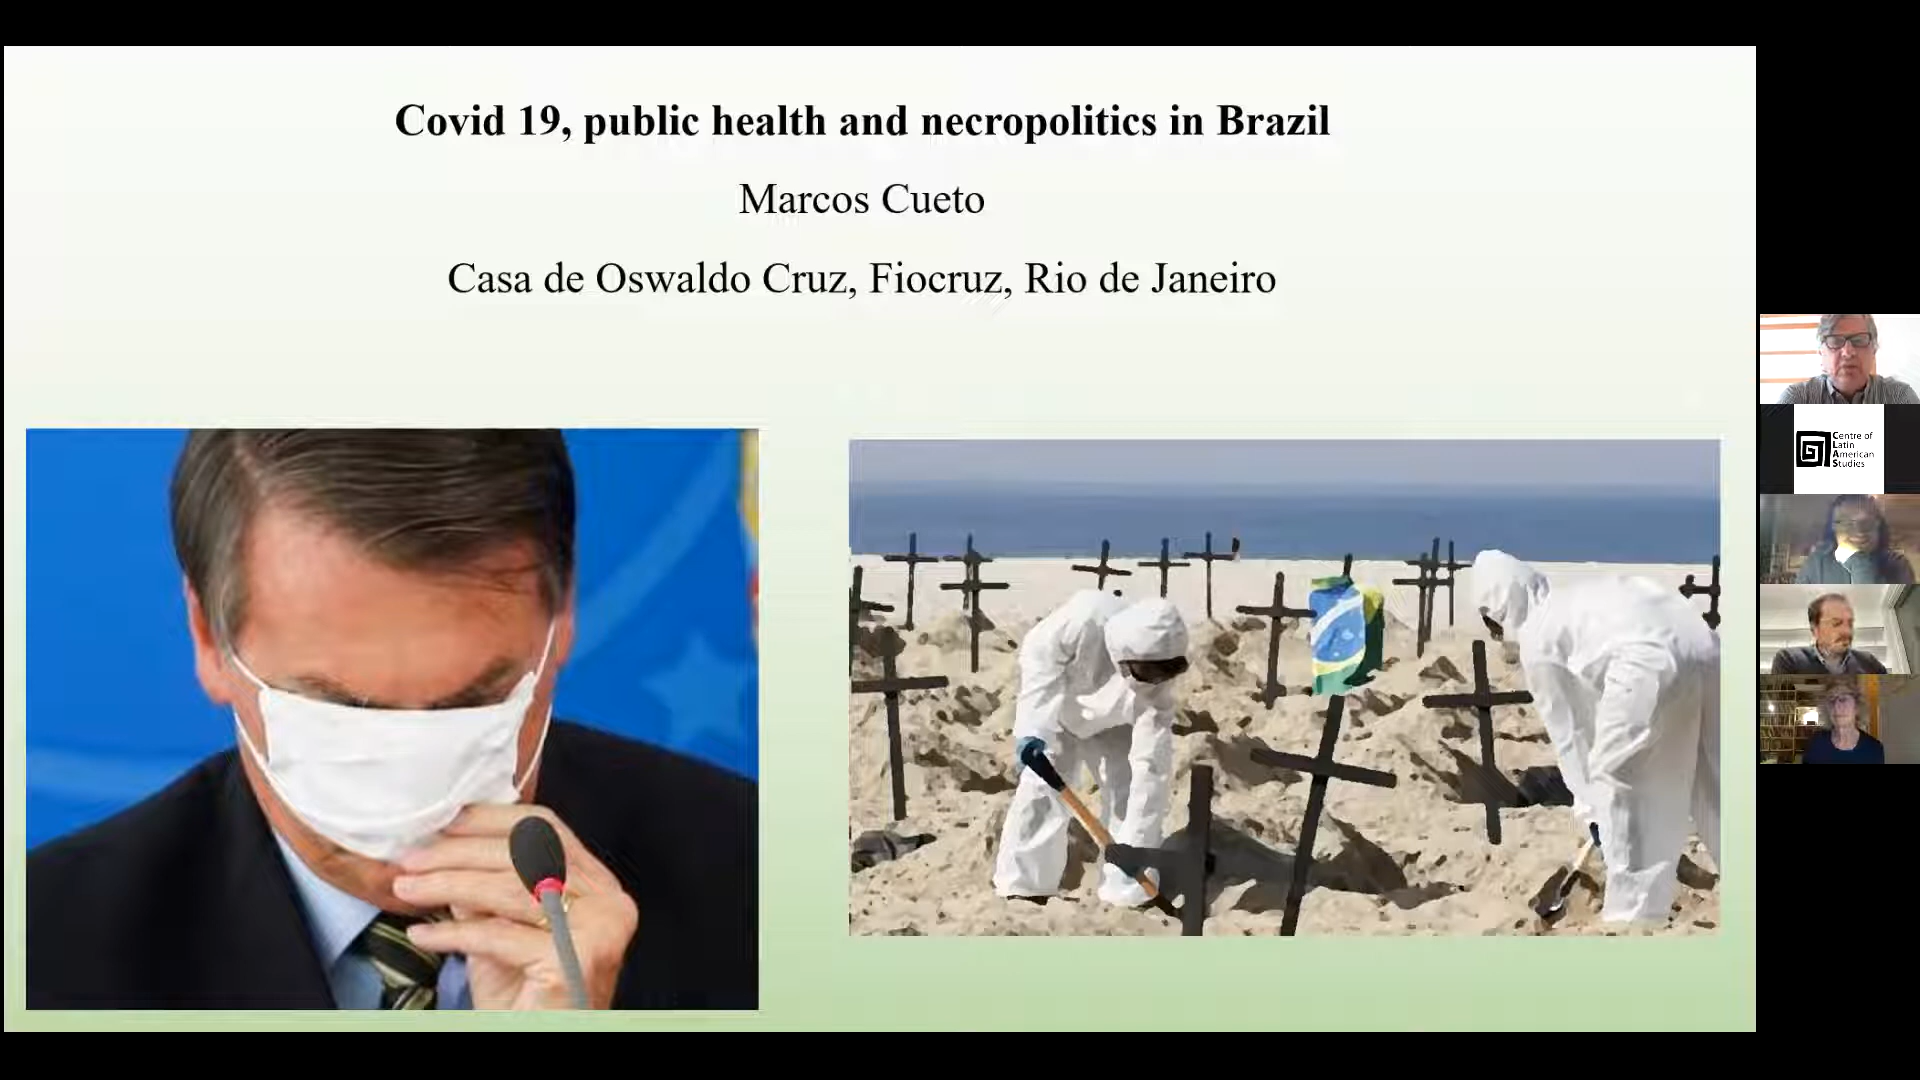 Covid 19, public health and necropolitics in Brazil
Marcos Cueto
Casa de Oswaldo Cruz, Fiocruz, Rio de Janeiro
Centre of
Latin
American
Studies